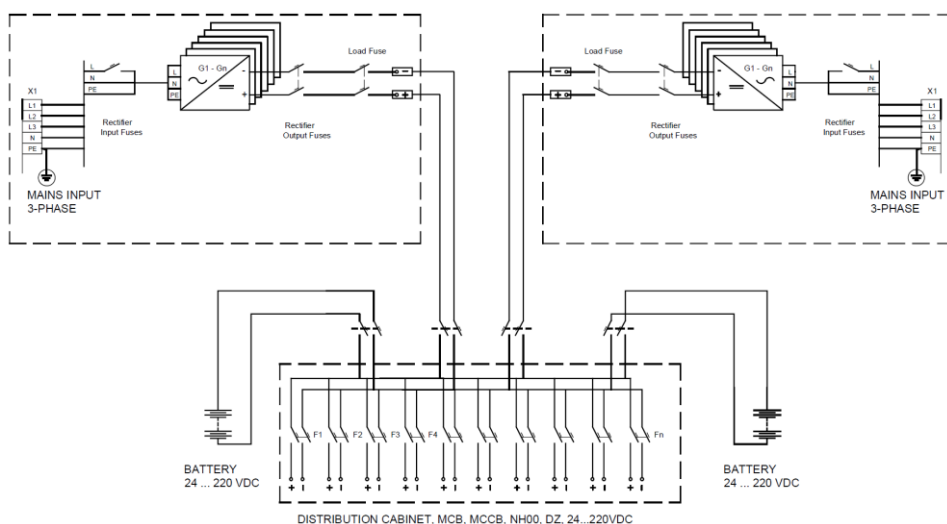 Load Fuse
G1 - Gn
L
N
PE
L
N
PE
-
+
-
+
X1
L1
L2
L3
N
PE
Rectifier
Input Fuses
Rectifier
Output Fuses
MAINS INPUT
3-PHASE
Load Fuse
G1 - Gn
-
+
-
+
L
N
PE
L
N
PE
X1
L1
L2
L3
N
PE
Rectifier
Output Fuses
Rectifier
Input Fuses
MAINS INPUT
3-PHASE
F1
F2
F3
F4
Fn
BATTERY
24 ... 220 VDC
BATTERY
24 ... 220 VDC
+ - + - + - + - + - + - + - + - + - + -
DISTRIBUTION CABINET, MCB, MCCB, NH00, DZ, 24...220VDC